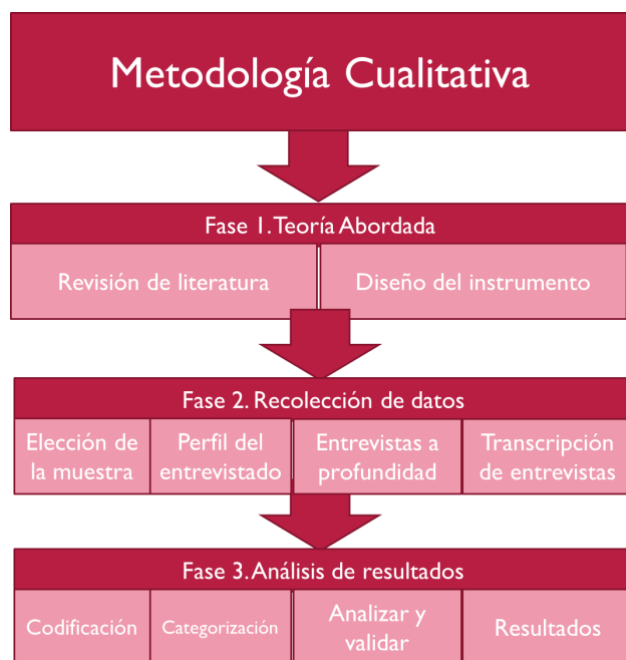 Metodología Cualitativa
Fase 1. Teoría Abordada
Revisión de literatura
Diseño del instrumento
Fase 2. Recolección de datos
Elección de
la muestra
Perfil del
entrevistado
Entrevistas a
profundidad
Transcripción
de entrevistas
Fase 3. Análisis de resultados
Codificación
Categorización
Analizar y
validar
Resultados